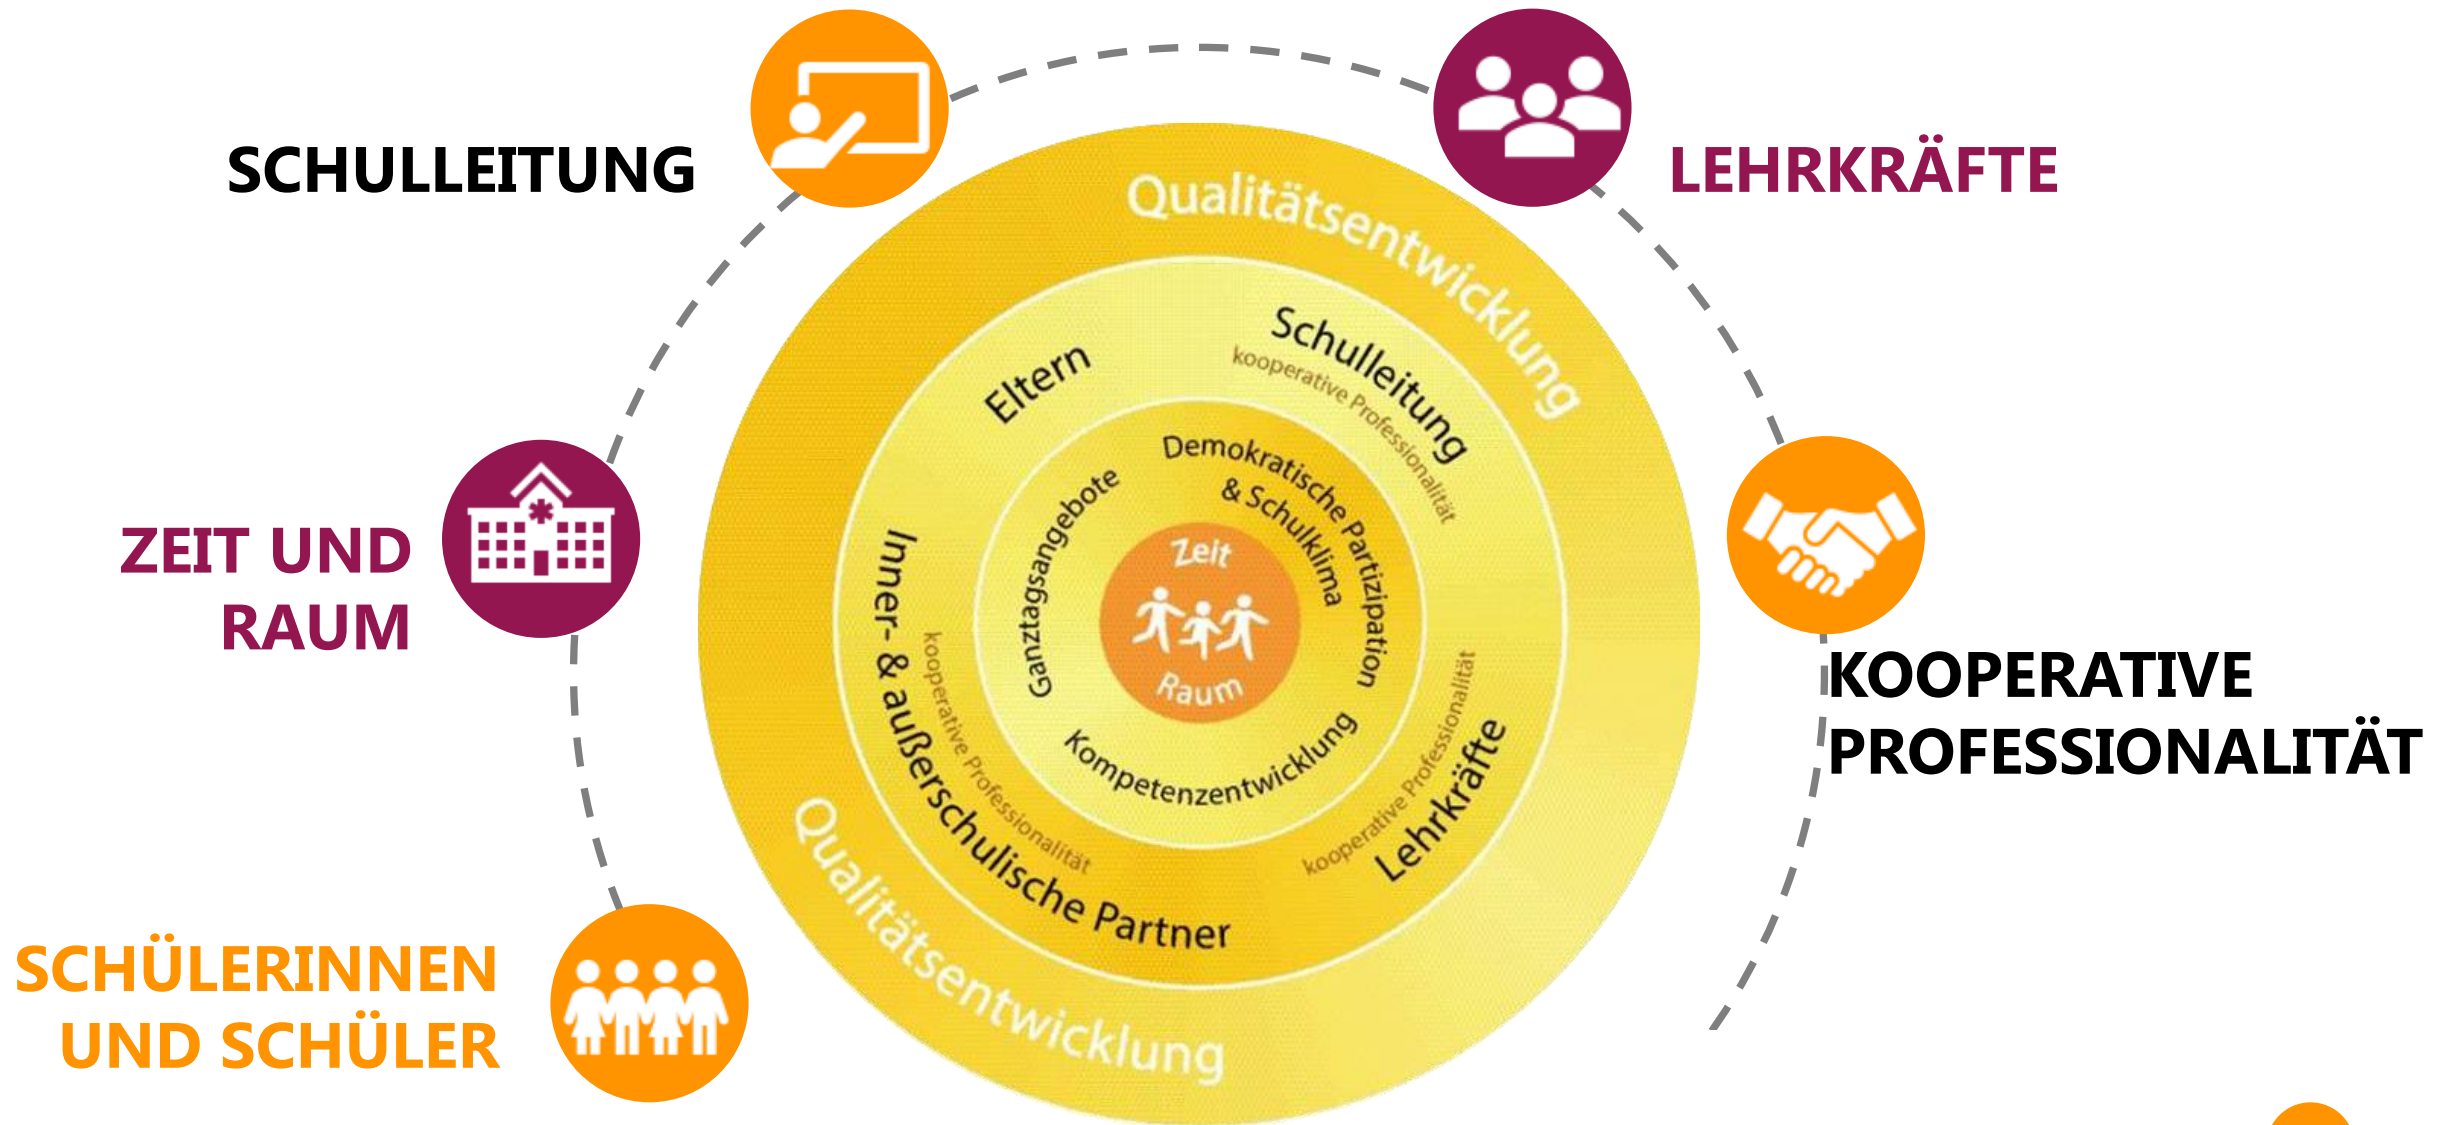 SCHULLEITUNG
LEHRKRÄFTE
ZEIT UND
RAUM
KOOPERATIVE
PROFESSIONALITÄT
SCHÜLERINNEN
UND SCHÜLER
Qualitätsentwicklung
Eltern
Schulleitung
kooperative Professionalität
Demokratische Partizipation
& Schulklima
Ganztagsangebote
Zeit
Raum
Kompetenzentwicklung
Inner- & außerschulische Partner
kooperative Professionalität
kooperative Professionalität
Lehrkräfte
Qualitätsentwicklung